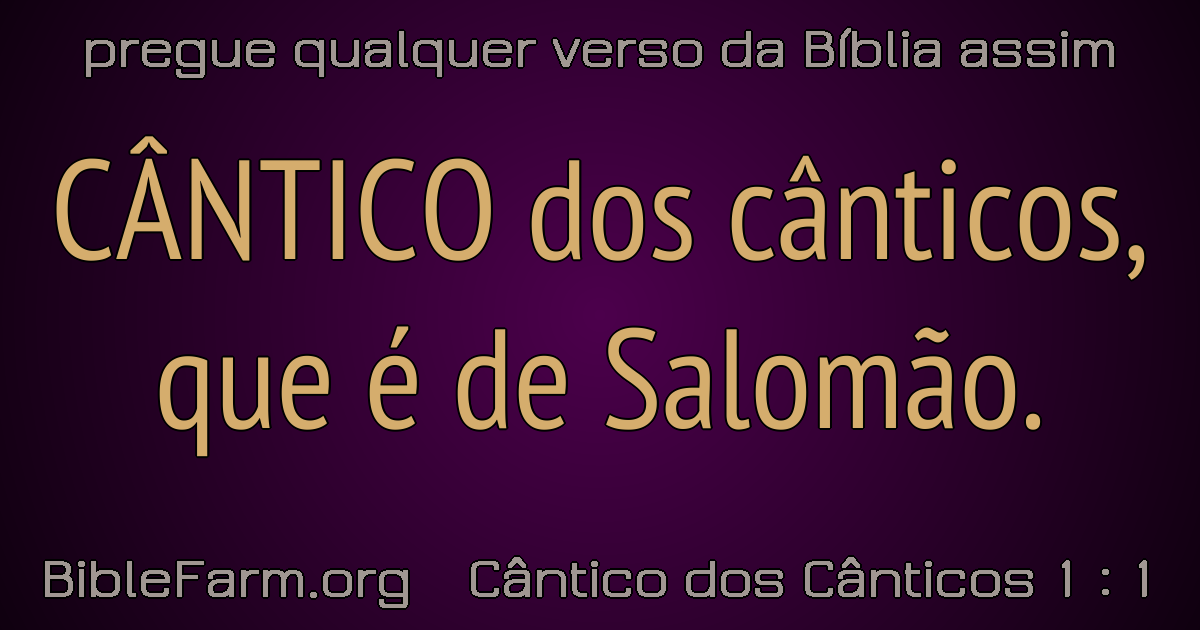 pregue qualquer verso da Bíblia assim
CÂNTICO dos cânticos,
que é de Salomão.
BibleFarm.org Cântico dos Cânticos 1 : 1